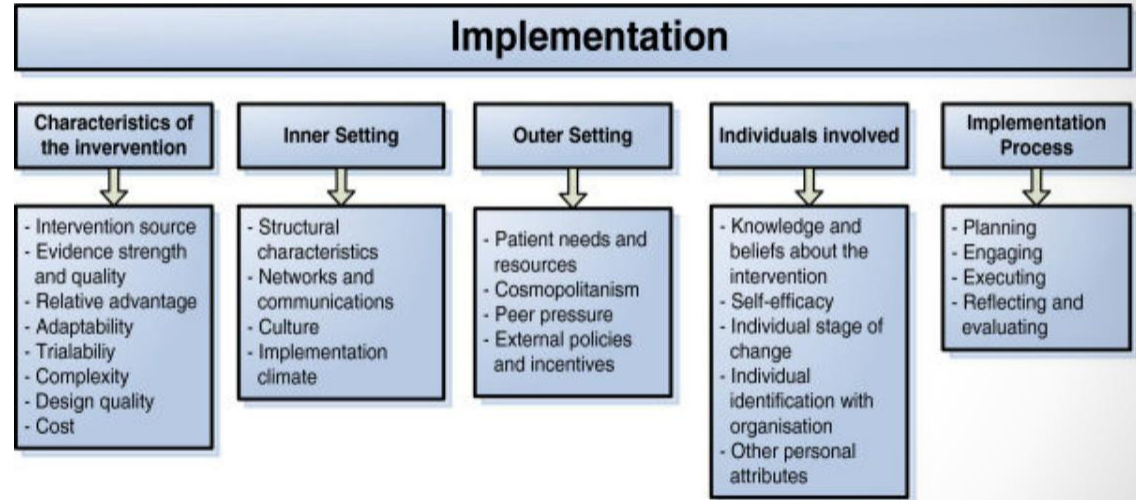 Implementation
Characteristics of
the invervention
- Intervention source
- Evidence strength
and quality
- Relative advantage
- Adaptability
- Trialabiliy
- Complexity
- Design quality
- Cost
Inner Setting
- Structural
characteristics
- Networks and
communications
- Culture
- Implementation
climate
Outer Setting
- Patient needs and
resources
- Cosmopolitanism
- Peer pressure
- External policies
and incentives
Individuals involved
- Knowledge and
beliefs about the
intervention
- Self-efficacy
- Individual stage of
change
- Individual
identification with
organisation
- Other personal
attributes
Implementation
Process
- Planning
- Engaging
- Executing
- Reflecting and
evaluating